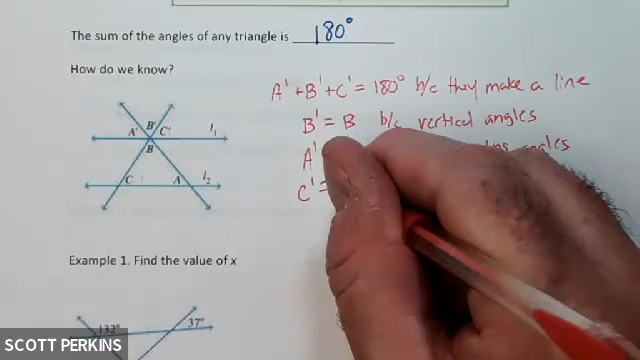 The sum of the angles of any triangle is 180°
How do we know?
A' + B' + C' = 180° b/c they make a line
B' = B b/c vertical angles
A' angles
C' =
A' B' C' l₁
B
C A l₂
Example 1. Find the value of x
132° 37°
SCOTT PERKINS